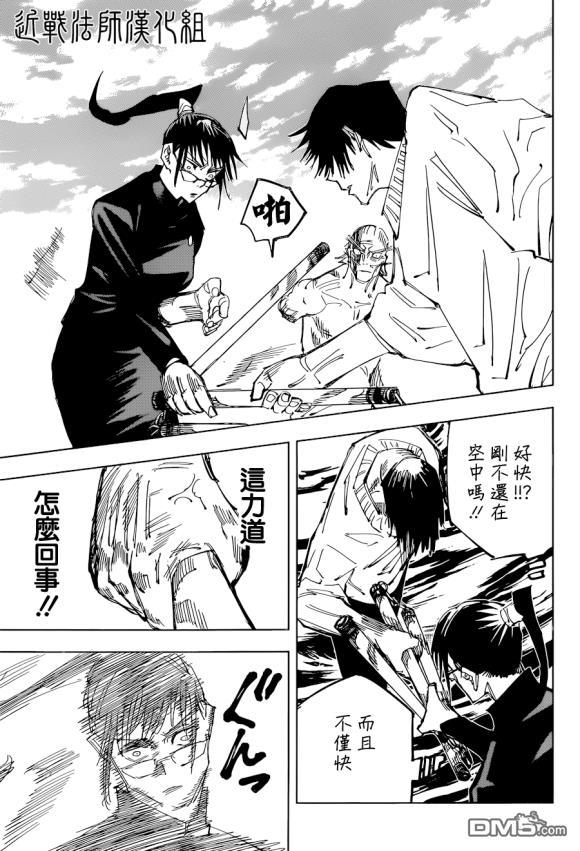 近戰法師漢化組
啪
好快!!?
剛不還在
空中嗎!!
而且
不僅快
這力道
怎麼回事!!
ぐんっ
DM5.com